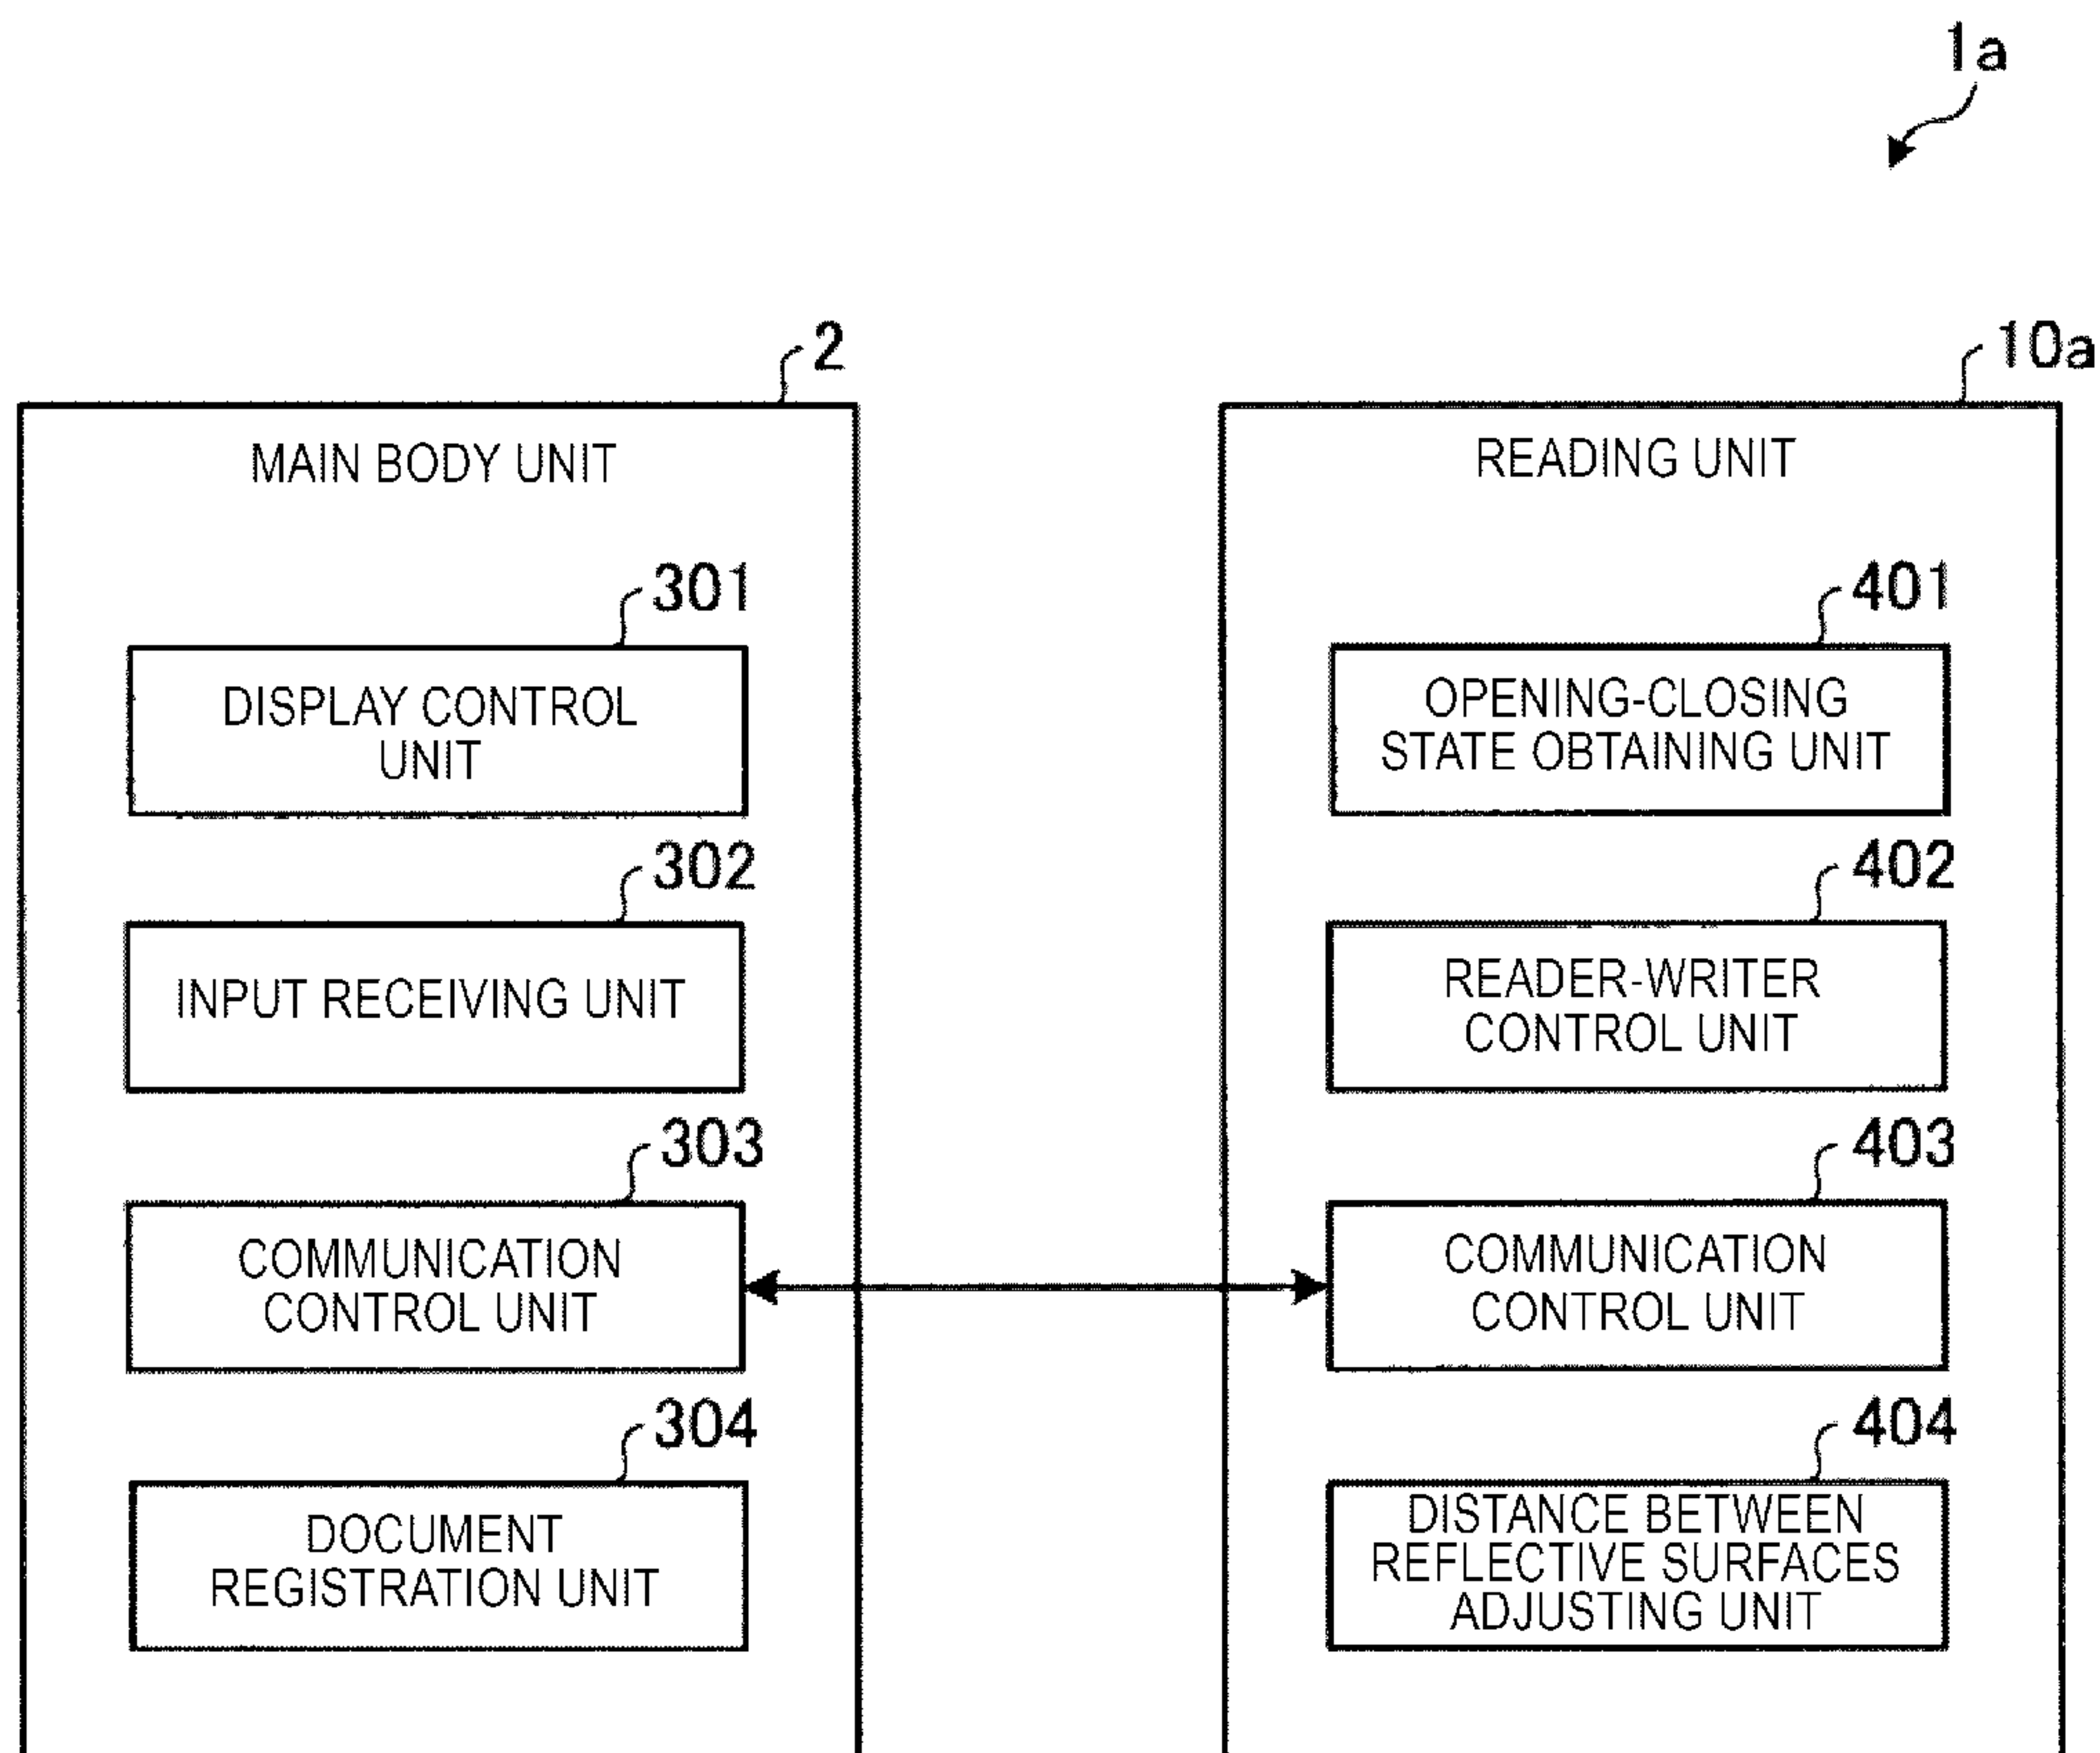 1a
2
MAIN BODY UNIT
301
DISPLAY CONTROL
UNIT
302
INPUT RECEIVING UNIT
303
COMMUNICATION
CONTROL UNIT
304
DOCUMENT
REGISTRATION UNIT
10a
READING UNIT
401
OPENING-CLOSING
STATE OBTAINING UNIT
402
READER-WRITER
CONTROL UNIT
403
COMMUNICATION
CONTROL UNIT
404
DISTANCE BETWEEN
REFLECTIVE SURFACES
ADJUSTING UNIT